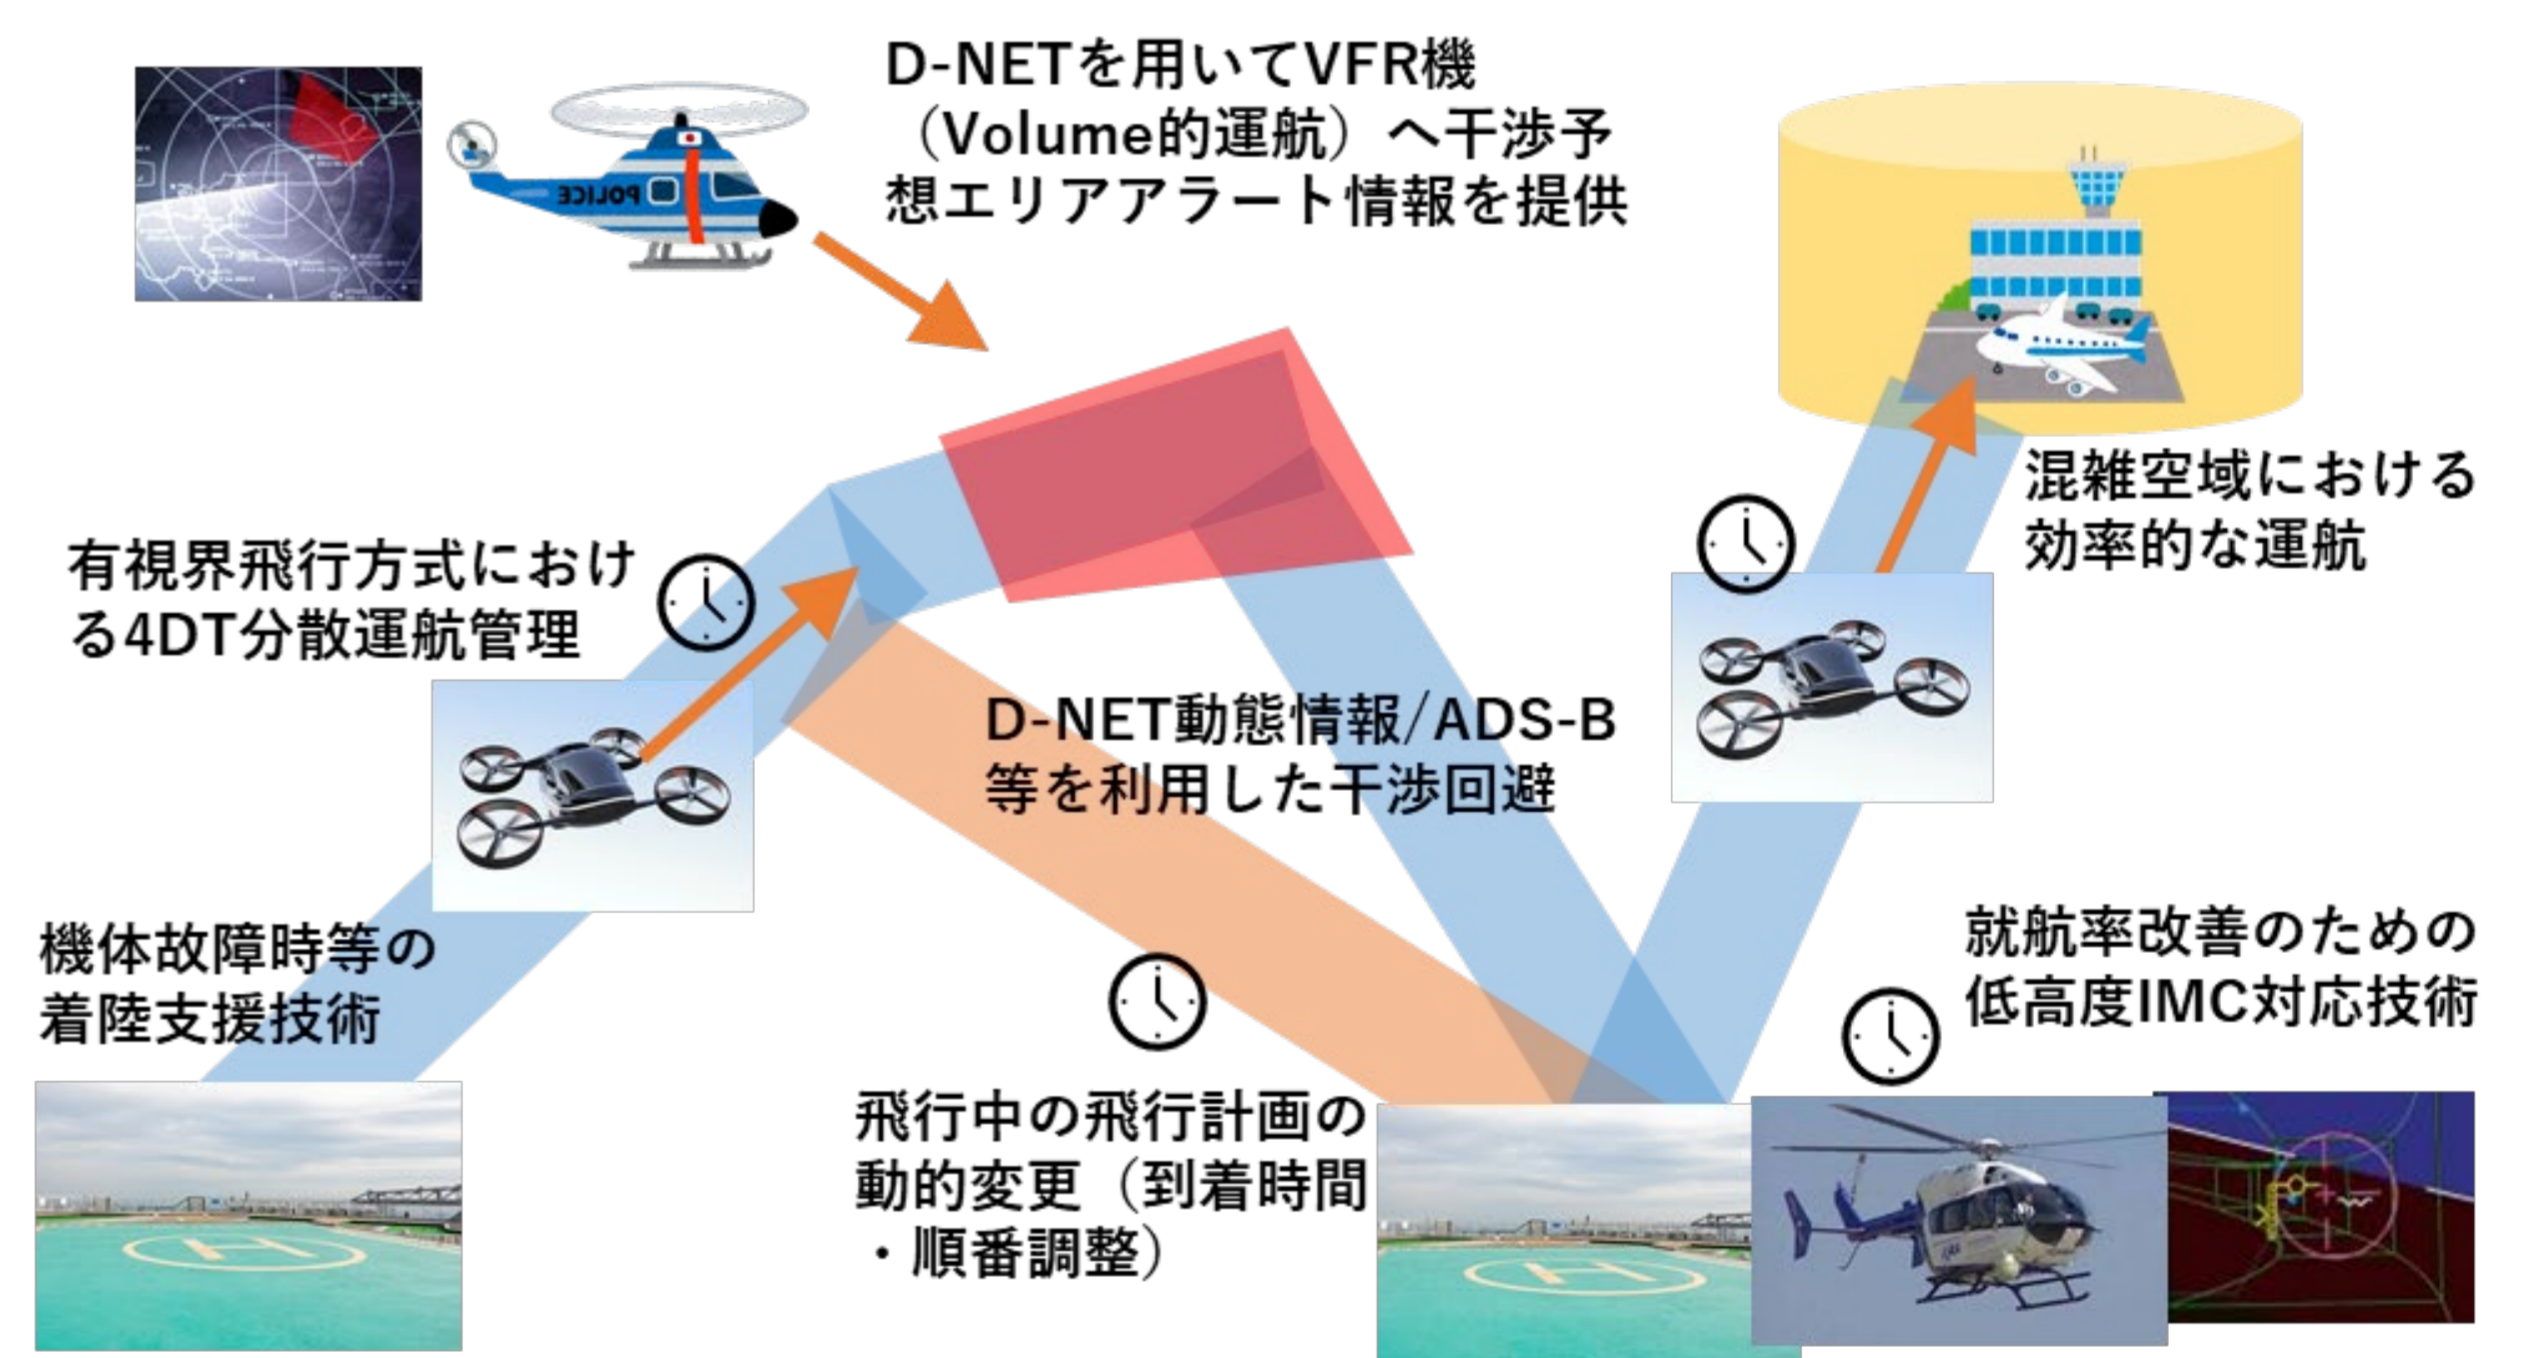 D-NETを用いてVFR機
（Volume的運航）へ干渉予
想エリアアラート情報を提供
POLICE
混雑空域における
効率的な運航
有視界飛行方式におけ
る4DT分散運航管理
D-NET動態情報/ADS-B
等を利用した干渉回避
機体故障時等の
着陸支援技術
就航率改善のための
低高度IMC対応技術
飛行中の飛行計画の
動的変更（到着時間
・順番調整）
H
H